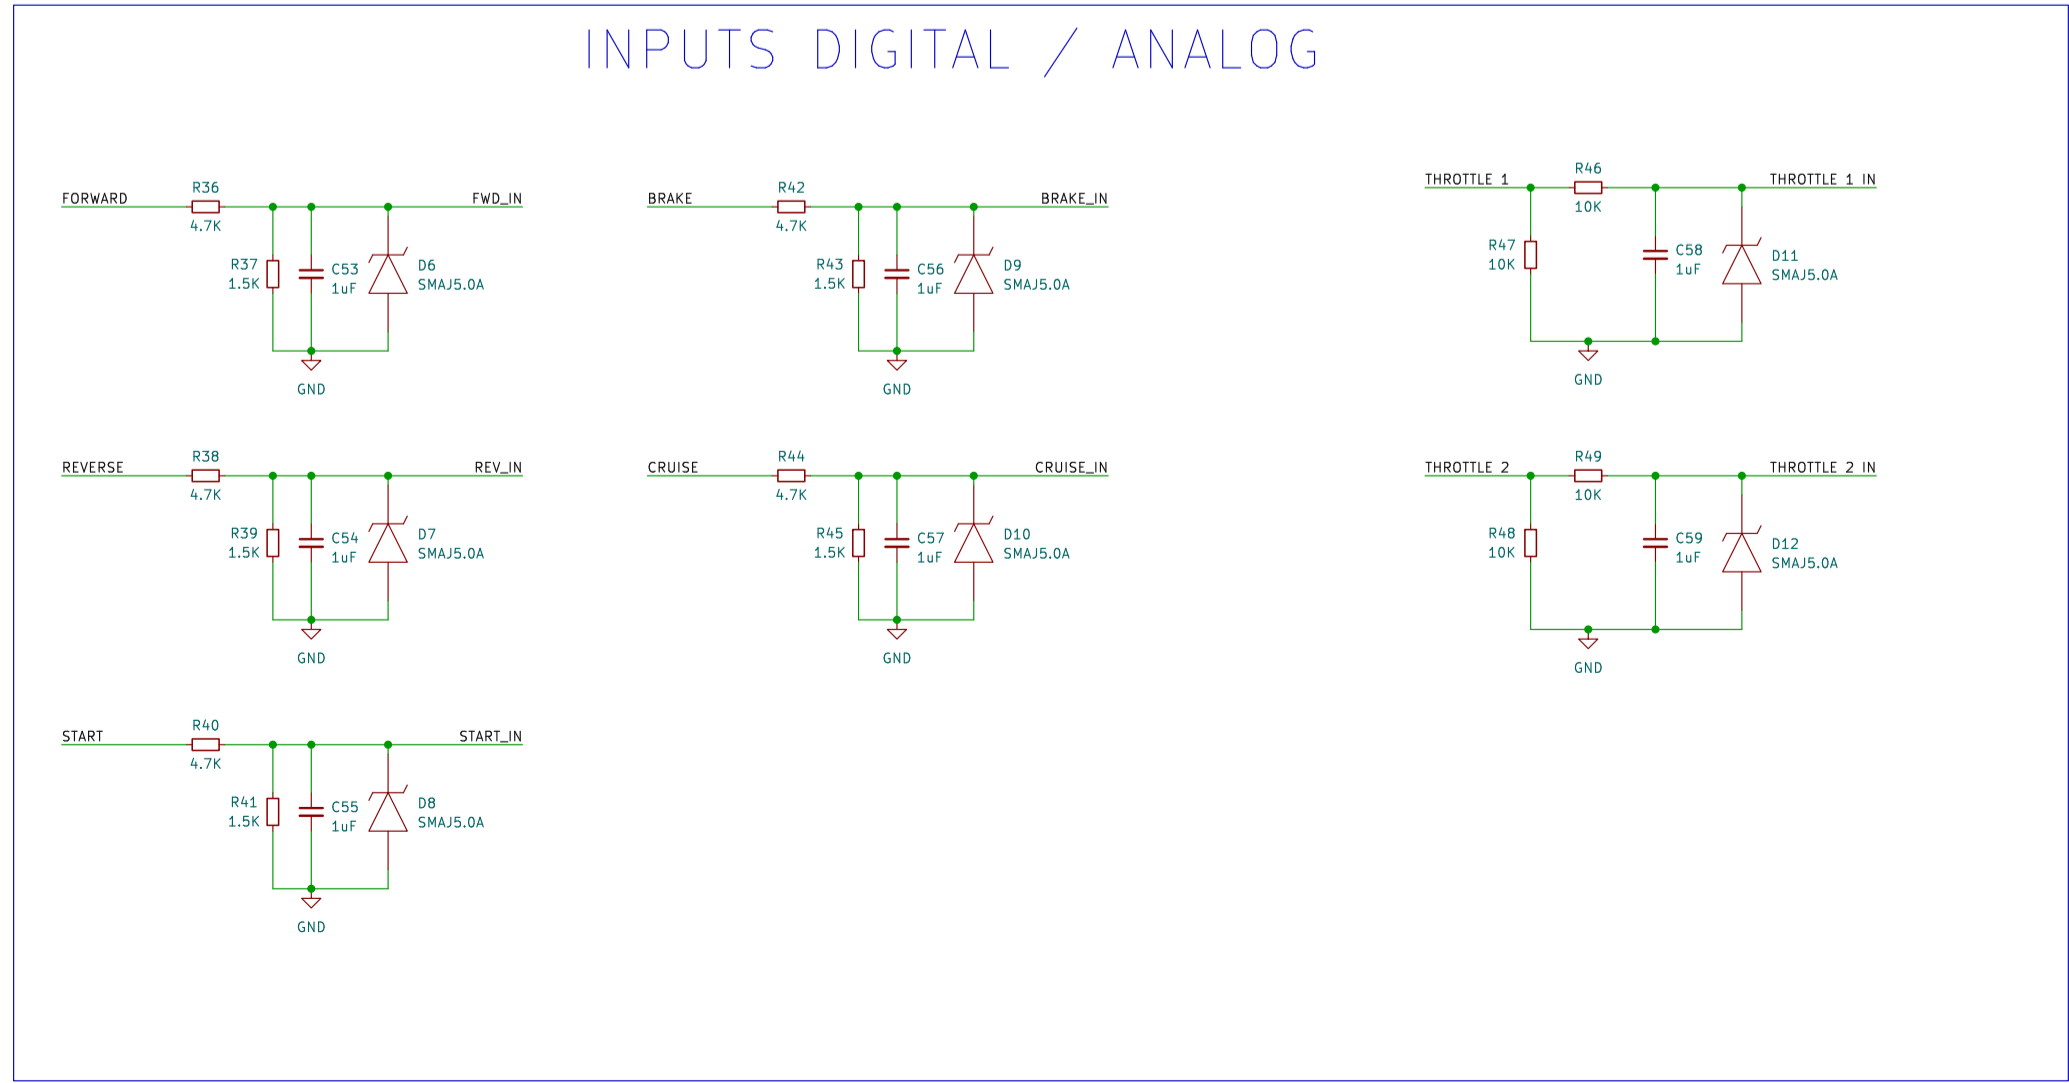 INPUTS DIGITAL / ANALOG
FORWARD
R36
4.7K
FWD_IN
R37
1.5K
C53
1uF
D6
SMAJ5.0A
GND
BRAKE
R42
4.7K
BRAKE_IN
R43
1.5K
C56
1uF
D9
SMAJ5.0A
GND
THROTTLE 1
R46
10K
THROTTLE 1 IN
R47
10K
C58
1uF
D11
SMAJ5.0A
GND
REVERSE
R38
4.7K
REV_IN
R39
1.5K
C54
1uF
D7
SMAJ5.0A
GND
CRUISE
R44
4.7K
CRUISE_IN
R45
1.5K
C57
1uF
D10
SMAJ5.0A
GND
THROTTLE 2
R49
10K
THROTTLE 2 IN
R48
10K
C59
1uF
D12
SMAJ5.0A
GND
START
R40
4.7K
START_IN
R41
1.5K
C55
1uF
D8
SMAJ5.0A
GND